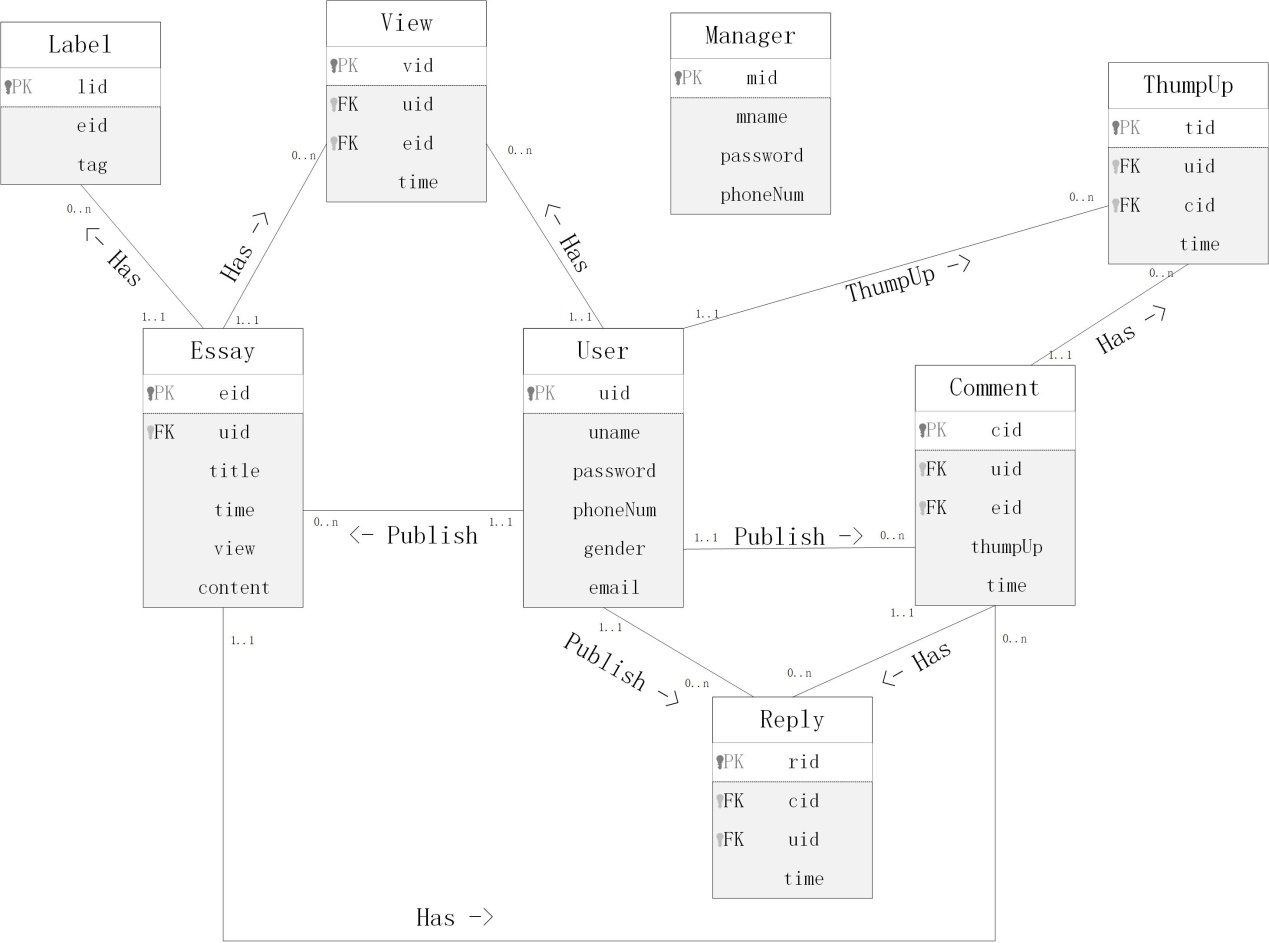 Label
PK lid
eid
tag
View
PK vid
FK uid
FK eid
time
Manager
PK mid
mname
password
phoneNum
ThumpUp
PK tid
FK uid
FK cid
time
0..n
<- Has
1..1
0..n
Has ->
1..1
0..n
<- Has
1..1
0..n
ThumpUp ->
1..1
0..n
Has ->
1..1
Essay
PK eid
FK uid
title
time
view
content
User
PK uid
uname
password
phoneNum
gender
email
Comment
PK cid
FK uid
FK eid
thumpUp
time
0..n
<- Publish
1..1
1..1
Publish ->
0..n
1..1
Publish ->
0..n
1..1
<- Has
0..n
1..1
0..n
Has ->
Reply
PK rid
FK cid
FK uid
time